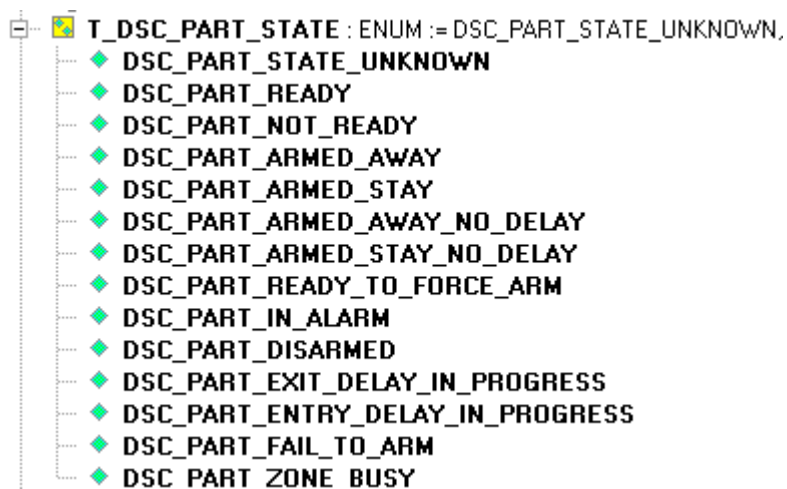 T_DSC_PART_STATE : ENUM := DSC_PART_STATE_UNKNOWN,
DSC_PART_STATE_UNKNOWN
DSC_PART_READY
DSC_PART_NOT_READY
DSC_PART_ARMED_AWAY
DSC_PART_ARMED_STAY
DSC_PART_ARMED_AWAY_NO_DELAY
DSC_PART_ARMED_STAY_NO_DELAY
DSC_PART_READY_TO_FORCE_ARM
DSC_PART_IN_ALARM
DSC_PART_DISARMED
DSC_PART_EXIT_DELAY_IN_PROGRESS
DSC_PART_ENTRY_DELAY_IN_PROGRESS
DSC_PART_FAIL_TO_ARM
DSC_PART_ZONE_BUSY